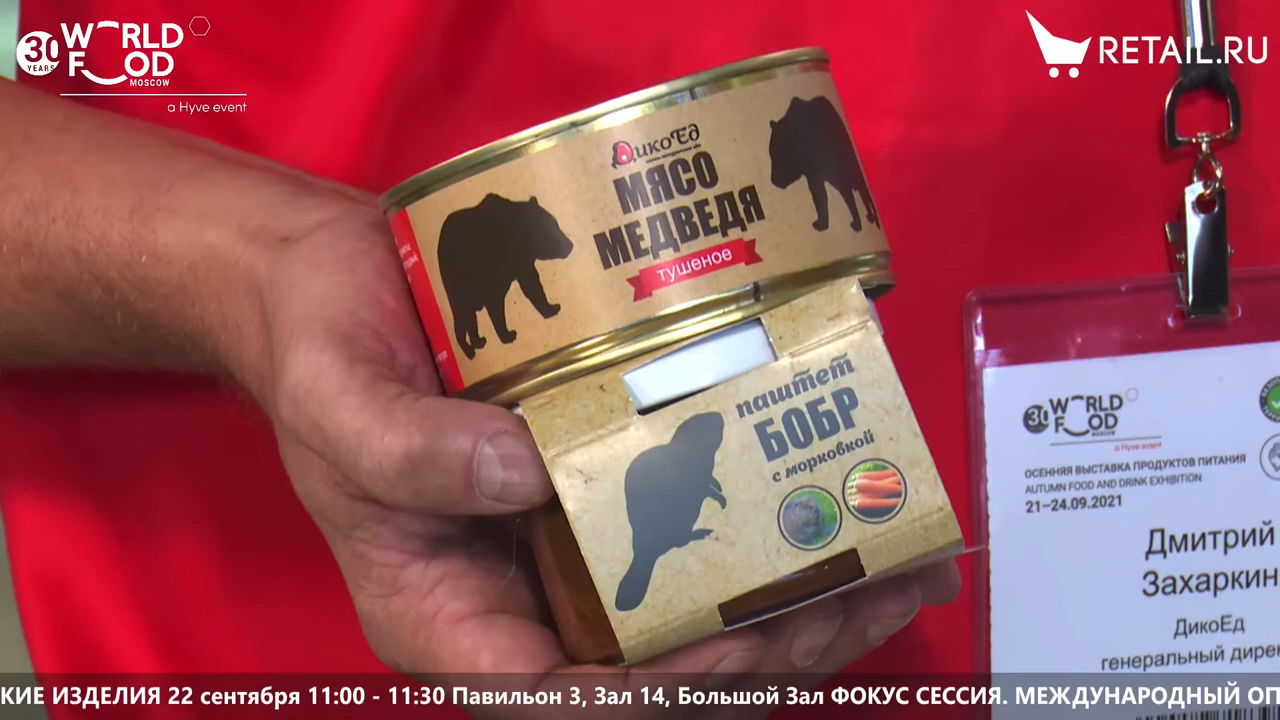 30 YEARS
WORLD
FOOD
MOSCOW
a Hyve event
RETAIL.RU
ДикоЕд
МЯСО
МЕДВЕДЯ
тушеное
паштет
БОБР
с морковкой
30 WORLD
FOOD
MOSCOW
a Hyve event
ОСЕННЯЯ ВЫСТАВКА ПРОДУКТОВ ПИТАНИЯ
AUTUMN FOOD AND DRINK EXHIBITION
21–24.09.2021
Дмитрий
Захаркин
ДикоЕд
генеральный дирек
КИЕ ИЗДЕЛИЯ 22 сентября 11:00 - 11:30 Павильон 3, Зал 14, Большой Зал ФОКУС СЕССИЯ. МЕЖДУНАРОДНЫЙ ОП